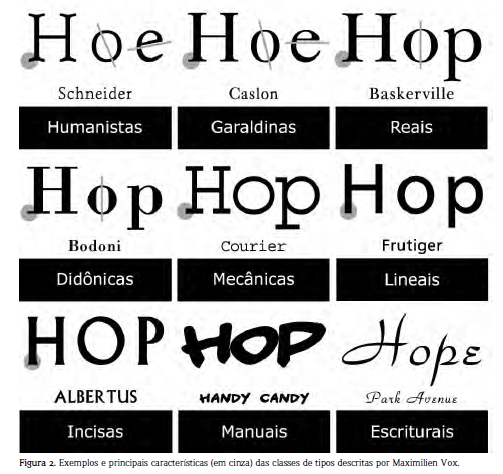 Hoe Hoe Hop
Schneider Caslon Baskerville
Humanistas Garaldinas Reais
Hop Hop Hop
Bodoni Courier Frutiger
Didônicas Mecânicas Lineais
HOP HOP Hope
ALBERTUS HANDY CANDY Park Avenue
Incisas Manuais Escriturais
Figura 2. Exemplos e principais características (em cinza) das classes de tipos descritas por Maximilien Vox.